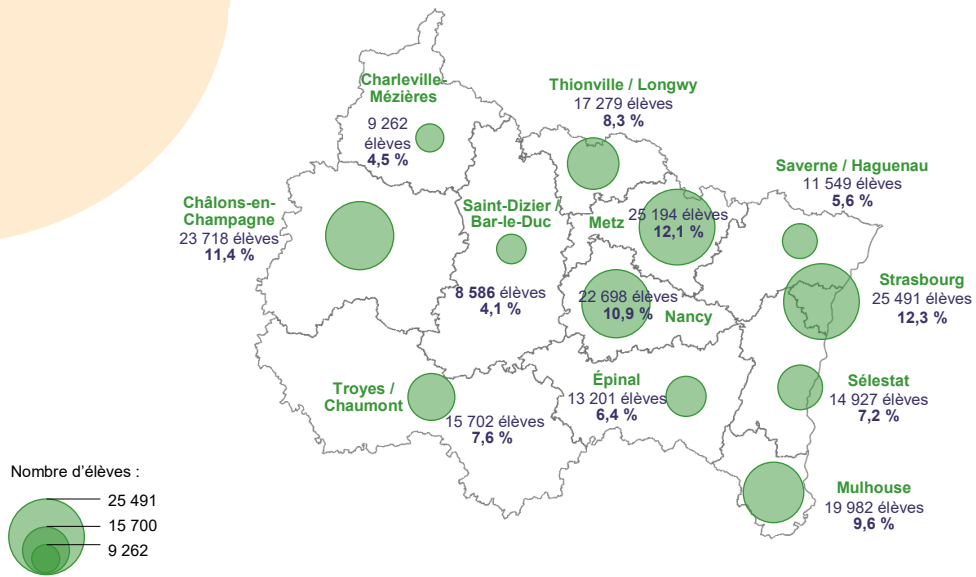 Charleville-
Mézières
9 262
élèves
4,5 %
Thionville / Longwy
17 279 élèves
8,3 %
Saverne / Haguenau
11 549 élèves
5,6 %
Châlons-en-
Champagne
23 718 élèves
11,4 %
Saint-Dizier /
Bar-le-Duc
8 586 élèves
4,1 %
Metz
25 194 élèves
12,1 %
Strasbourg
25 491 élèves
12,3 %
22 698 élèves
10,9 %
Nancy
Troyes /
Chaumont
15 702 élèves
7,6 %
Épinal
13 201 élèves
6,4 %
Sélestat
14 927 élèves
7,2 %
Mulhouse
19 982 élèves
9,6 %
Nombre d'élèves :
25 491
15 700
9 262